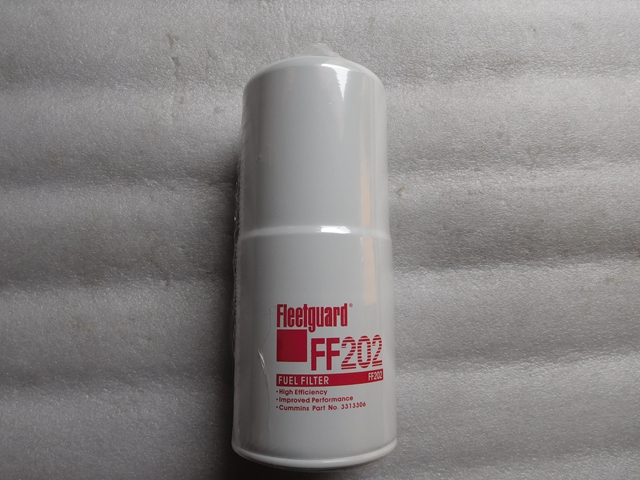 Fleetguard®
FF202
FUEL FILTER FF202
• High Efficiency
• Improved Performance
• Cummins Part No. 3313306